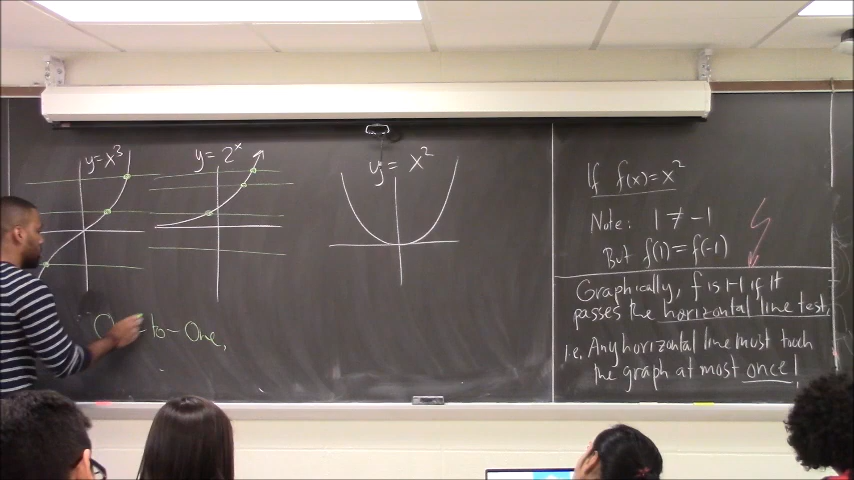 y=x³
y=2ˣ
y=x²
O to-One,
If f(x)=x²
Note: 1≠-1
But f(1)=f(-1)
Graphically, f is 1-1 if it
passes the horizontal line test,
i.e. Any horizontal line must touch
the graph at most once!